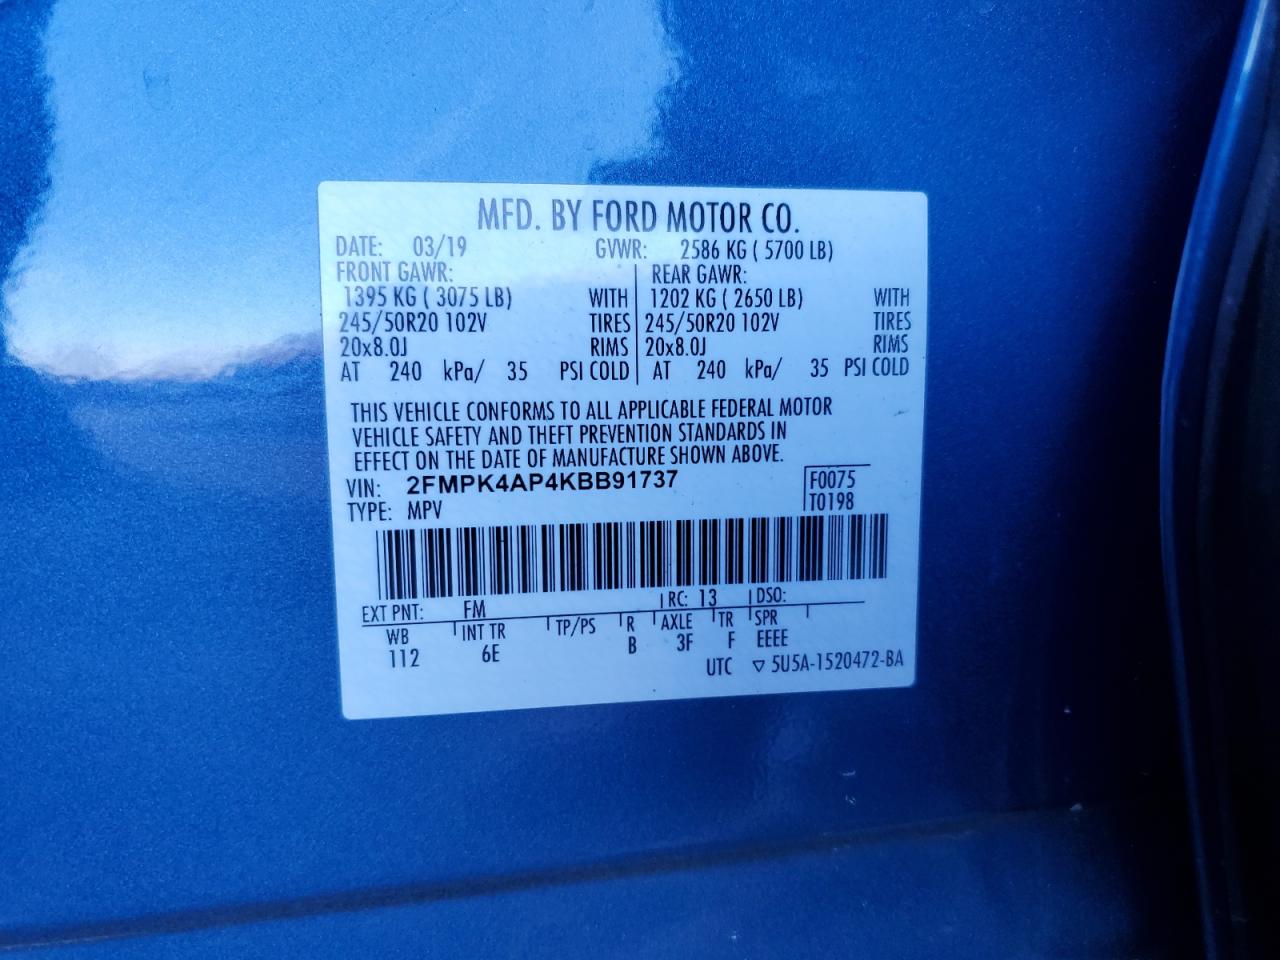 MFD. BY FORD MOTOR CO.
DATE: 03/19 GVWR: 2586 KG ( 5700 LB)
FRONT GAWR: REAR GAWR:
1395 KG ( 3075 LB) WITH 1202 KG ( 2650 LB) WITH
245/50R20 102V TIRES 245/50R20 102V TIRES
20x8.0J RIMS 20x8.0J RIMS
AT 240 kPa/ 35 PSI COLD AT 240 kPa/ 35 PSI COLD
THIS VEHICLE CONFORMS TO ALL APPLICABLE FEDERAL MOTOR
VEHICLE SAFETY AND THEFT PREVENTION STANDARDS IN
EFFECT ON THE DATE OF MANUFACTURE SHOWN ABOVE.
VIN: 2FMPK4AP4KBB91737 F0075
TYPE: MPV T0198
EXT PNT: FM RC: 13 DSO:
WB INT TR TP/PS R AXLE TR SPR
112 6E B 3F F EEEE
UTC ▽ 5U5A-1520472-BA